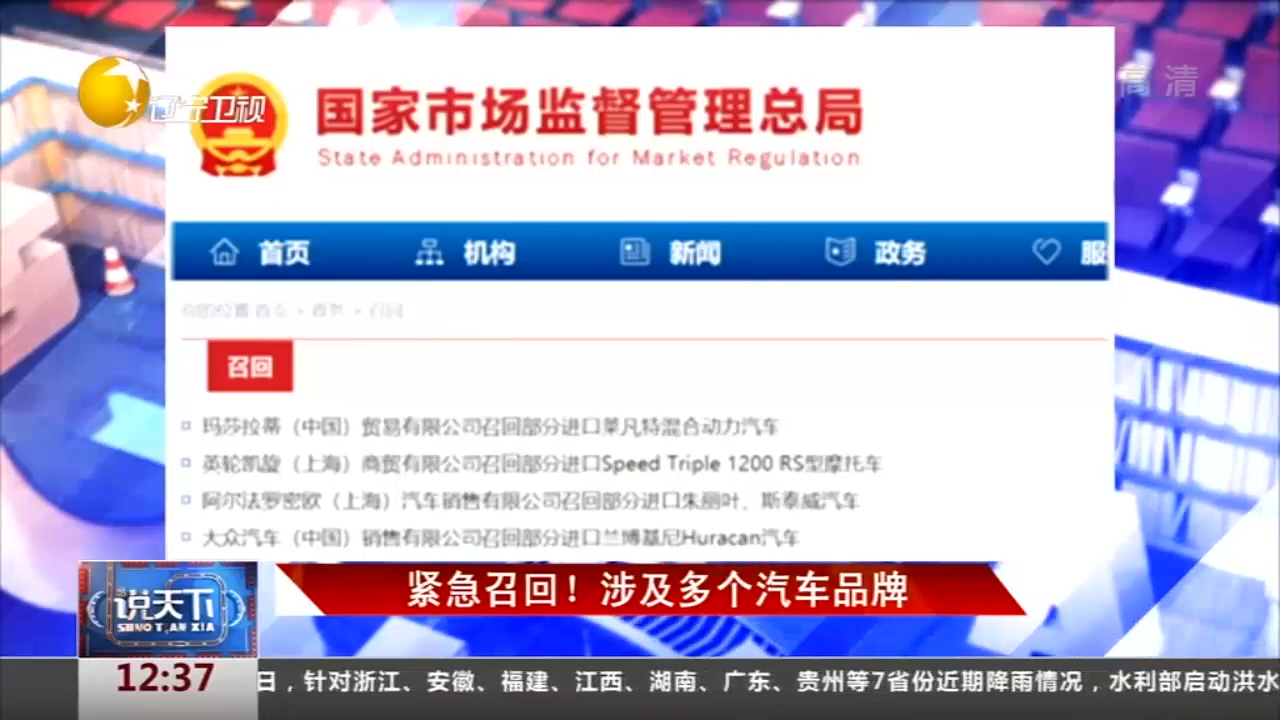 辽宁卫视
高清
国家市场监督管理总局
State Administration for Market Regulation
首页 机构 新闻 政务 服
您的位置:首页 > 政务 > 召回
召回
玛莎拉蒂（中国）贸易有限公司召回部分进口莱凡特混合动力汽车
英轮凯旋（上海）商贸有限公司召回部分进口Speed Triple 1200 RS型摩托车
阿尔法罗密欧（上海）汽车销售有限公司召回部分进口朱丽叶、斯泰威汽车
大众汽车（中国）销售有限公司召回部分进口兰博基尼Huracan汽车
紧急召回！涉及多个汽车品牌
说天下
SHUO TIAN XIA
12:37
日，针对浙江、安徽、福建、江西、湖南、广东、贵州等7省份近期降雨情况，水利部启动洪水